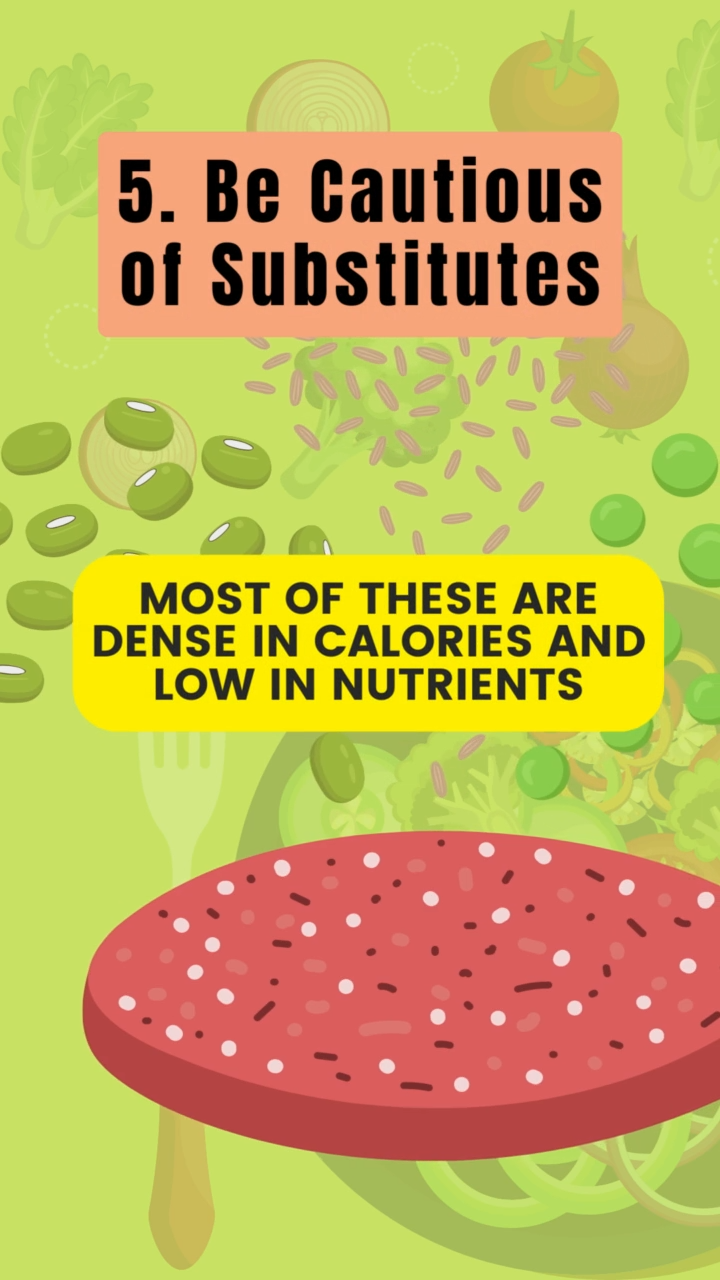 5. Be Cautious
of Substitutes
MOST OF THESE ARE
DENSE IN CALORIES AND
LOW IN NUTRIENTS